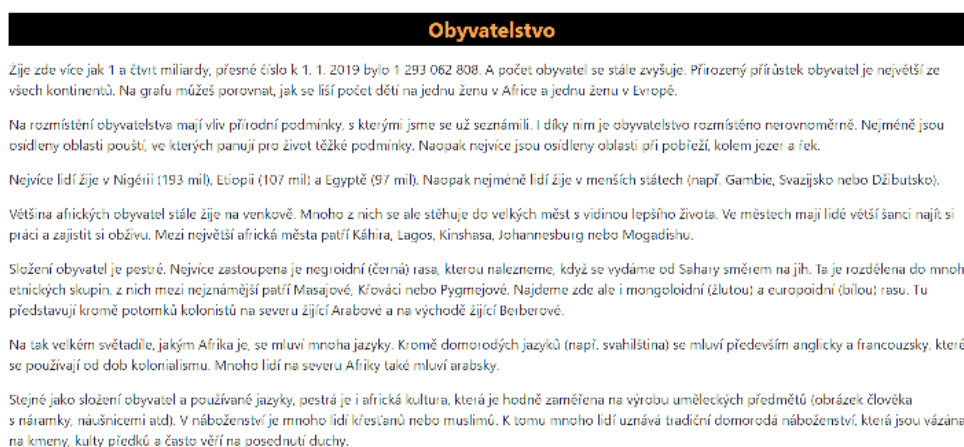 Obyvatelstvo
Žije zde více jak 1 a čtvrt miliardy, přesné číslo k 1. 1. 2019 bylo 1 293 062 808. A počet obyvatel se stále zvyšuje. Přirozený přírůstek obyvatel je největší ze
všech kontinentů. Na grafu můžeš porovnat, jak se liší počet dětí na jednu ženu v Africe a jednu ženu v Evropě.
Na rozmístění obyvatelstva mají vliv přírodní podmínky, s kterými jsme se už seznámili. I díky nim je obyvatelstvo rozmístěno nerovnoměrně. Nejméně jsou
osídleny oblasti pouští, ve kterých panují pro život těžké podmínky. Naopak nejvíce jsou osídleny oblasti při pobřeží, kolem jezer a řek.
Nejvíce lidí žije v Nigérii (193 mil), Etiopii (107 mil) a Egyptě (97 mil). Naopak nejméně lidí žije v menších státech (např. Gambie, Svazijsko nebo Džibutsko).
Většina afrických obyvatel stále žije na venkově. Mnoho z nich se ale stěhuje do velkých měst s vidinou lepšího života. Ve městech mají lidé větší šanci najít si
práci a zajistit si obživu. Mezi největší africká města patří Káhira, Lagos, Kinshasa, Johannesburg nebo Mogadishu.
Složení obyvatel je pestré. Nejvíce zastoupena je negroidní (černá) rasa, kterou nalezneme, když se vydáme od Sahary směrem na jih. Ta je rozdělena do mnoh
etnických skupin, z nich mezi nejznámější patří Masajové, Křováci nebo Pygmejové. Najdeme zde ale i mongoloidní (žlutou) a europoidní (bílou) rasu. Tu
představují kromě potomků kolonistů na severu žijící Arabové a na východě žijící Berberové.
Na tak velkém světadíle, jakým Afrika je, se mluví mnoha jazyky. Kromě domorodých jazyků (např. svahilština) se mluví především anglicky a francouzsky, které
se používají od dob kolonialismu. Mnoho lidí na severu Afriky také mluví arabsky.
Stejně jako složení obyvatel a používané jazyky, pestrá je i africká kultura, která je hodně zaměřena na výrobu uměleckých předmětů (obrázek člověka
s náramky, náušnicemi atd). V náboženství je mnoho lidí křesťanů nebo muslimů. K tomu mnoho lidí uznává tradiční domorodá náboženství, která jsou vázána
na kmeny, kulty předků a často věří na posednutí duchy.